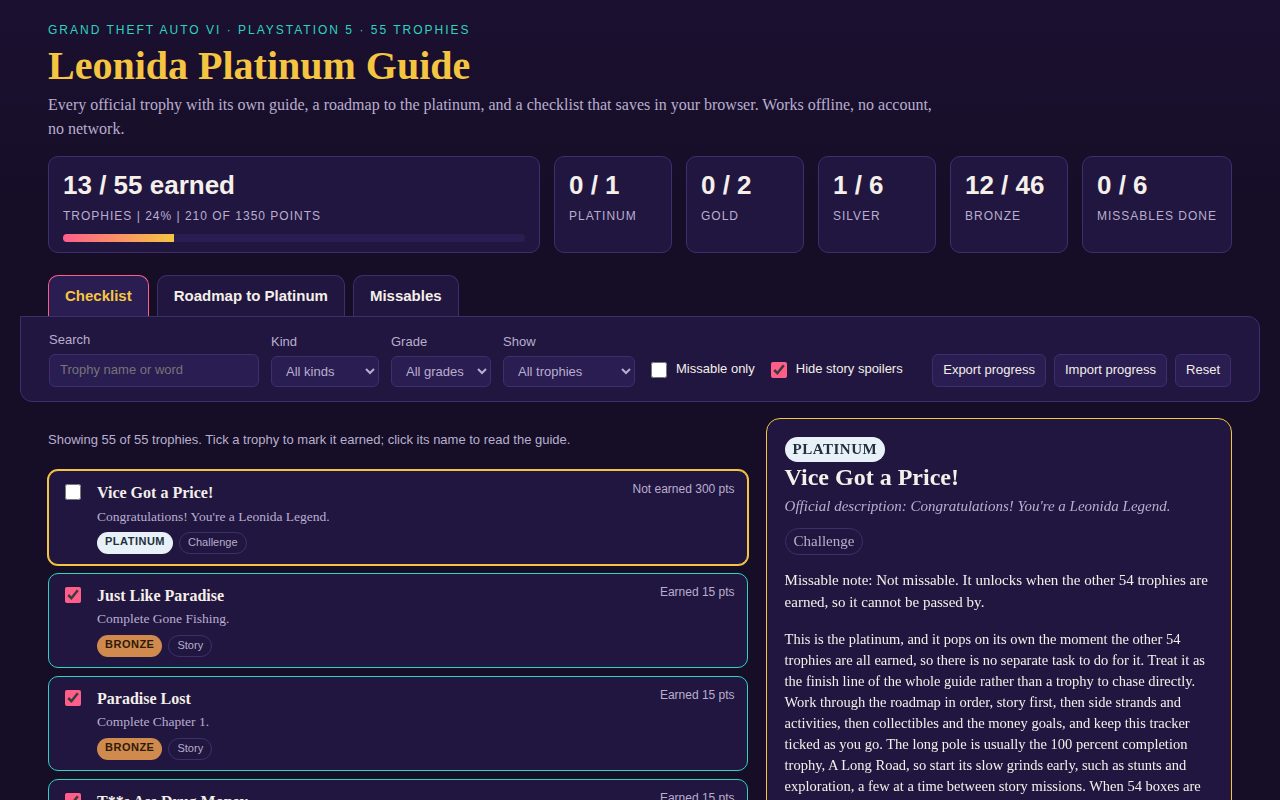 GRAND THEFT AUTO VI · PLAYSTATION 5 · 55 TROPHIES
Leonida Platinum Guide
Every official trophy with its own guide, a roadmap to the platinum, and a checklist that saves in your browser. Works offline, no account,
no network.
13 / 55 earned
TROPHIES | 24% | 210 OF 1350 POINTS
0 / 1
PLATINUM
0 / 2
GOLD
1 / 6
SILVER
12 / 46
BRONZE
0 / 6
MISSABLES DONE
Checklist
Roadmap to Platinum
Missables
Search
Trophy name or word
Kind
All kinds
Grade
All grades
Show
All trophies
Missable only
Hide story spoilers
Export progress
Import progress
Reset
Showing 55 of 55 trophies. Tick a trophy to mark it earned; click its name to read the guide.
Vice Got a Price!
Not earned 300 pts
Congratulations! You're a Leonida Legend.
PLATINUM
Challenge
Just Like Paradise
Earned 15 pts
Complete Gone Fishing.
BRONZE
Story
Paradise Lost
Earned 15 pts
Complete Chapter 1.
BRONZE
Story
T**s Ass Drug Money
Earned 15 pts
PLATINUM
Vice Got a Price!
Official description: Congratulations! You're a Leonida Legend.
Challenge
Missable note: Not missable. It unlocks when the other 54 trophies are
earned, so it cannot be passed by.
This is the platinum, and it pops on its own the moment the other 54
trophies are all earned, so there is no separate task to do for it. Treat it as
the finish line of the whole guide rather than a trophy to chase directly.
Work through the roadmap in order, story first, then side strands and
activities, then collectibles and the money goals, and keep this tracker
ticked as you go. The long pole is usually the 100 percent completion
trophy, A Long Road, so start its slow grinds early, such as stunts and
exploration, a few at a time between story missions. When 54 boxes are